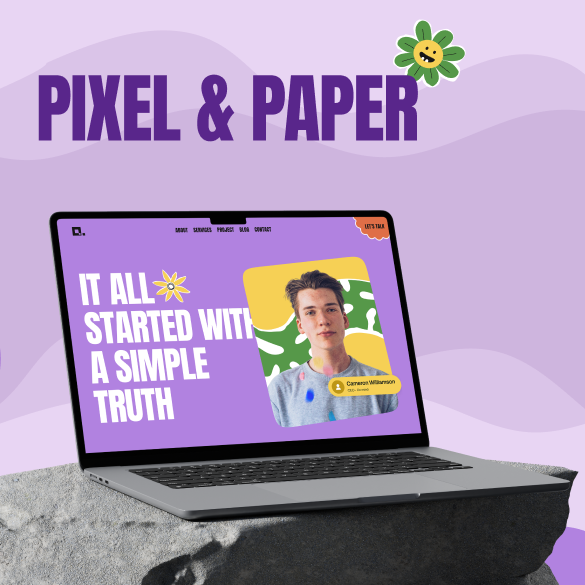 PIXEL & PAPER
ABOUT SERVICES PROJECT BLOG CONTACT
LET'S TALK
IT ALL
STARTED WITH
A SIMPLE
TRUTH
Cameron Williamson